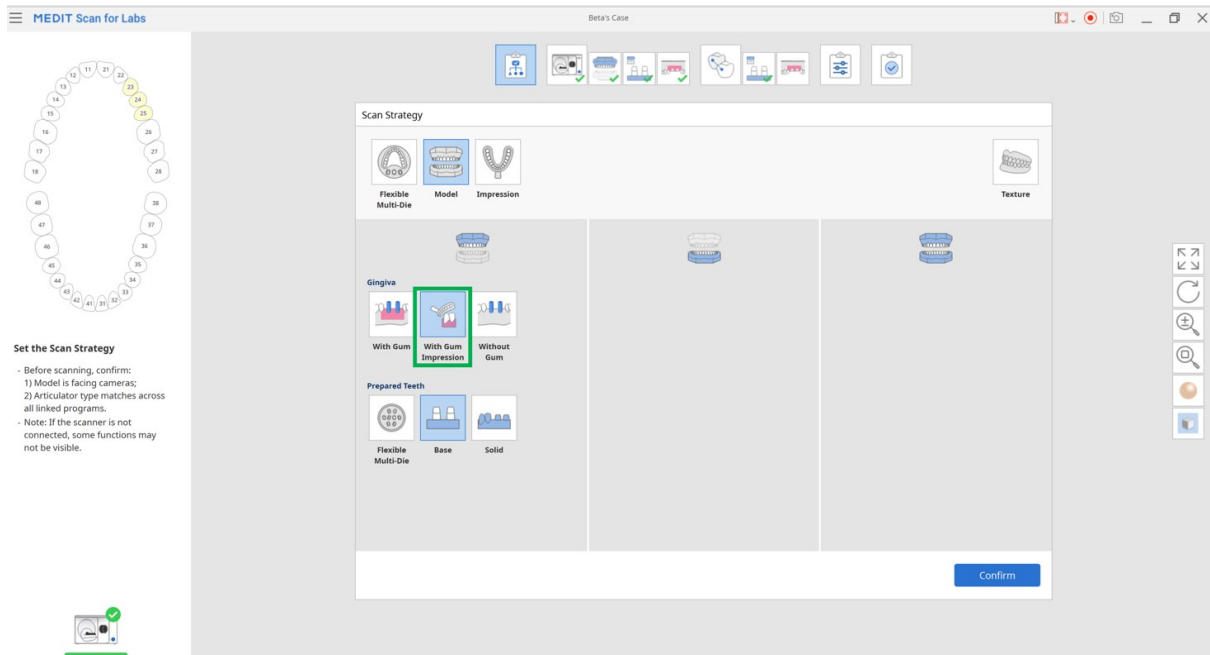 MEDIT Scan for Labs
Beta's Case
11 21
12 22
13 23
14 24
15 25
16 26
17 27
18 28
48 38
47 37
46 36
45 35
44 34
43 33
42 41 31 32
Set the Scan Strategy
- Before scanning, confirm:
1) Model is facing cameras;
2) Articulator type matches across
all linked programs.
- Note: If the scanner is not
connected, some functions may
not be visible.
Scan Strategy
Flexible
Multi-Die
Model
Impression
Texture
Gingiva
With Gum
With Gum
Impression
Without
Gum
Prepared Teeth
Flexible
Multi-Die
Base
Solid
Confirm